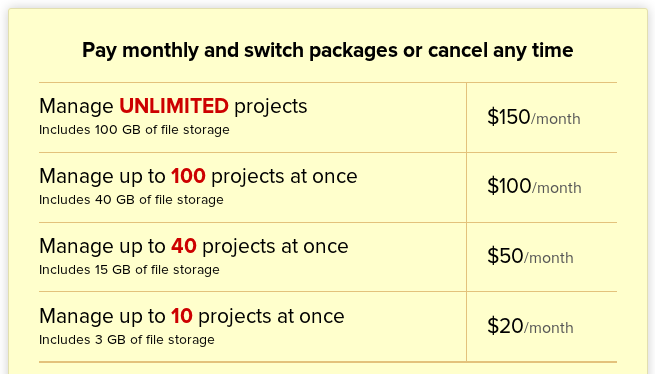 Pay monthly and switch packages or cancel any time
Manage UNLIMITED projects
Includes 100 GB of file storage
$150/month
Manage up to 100 projects at once
Includes 40 GB of file storage
$100/month
Manage up to 40 projects at once
Includes 15 GB of file storage
$50/month
Manage up to 10 projects at once
Includes 3 GB of file storage
$20/month